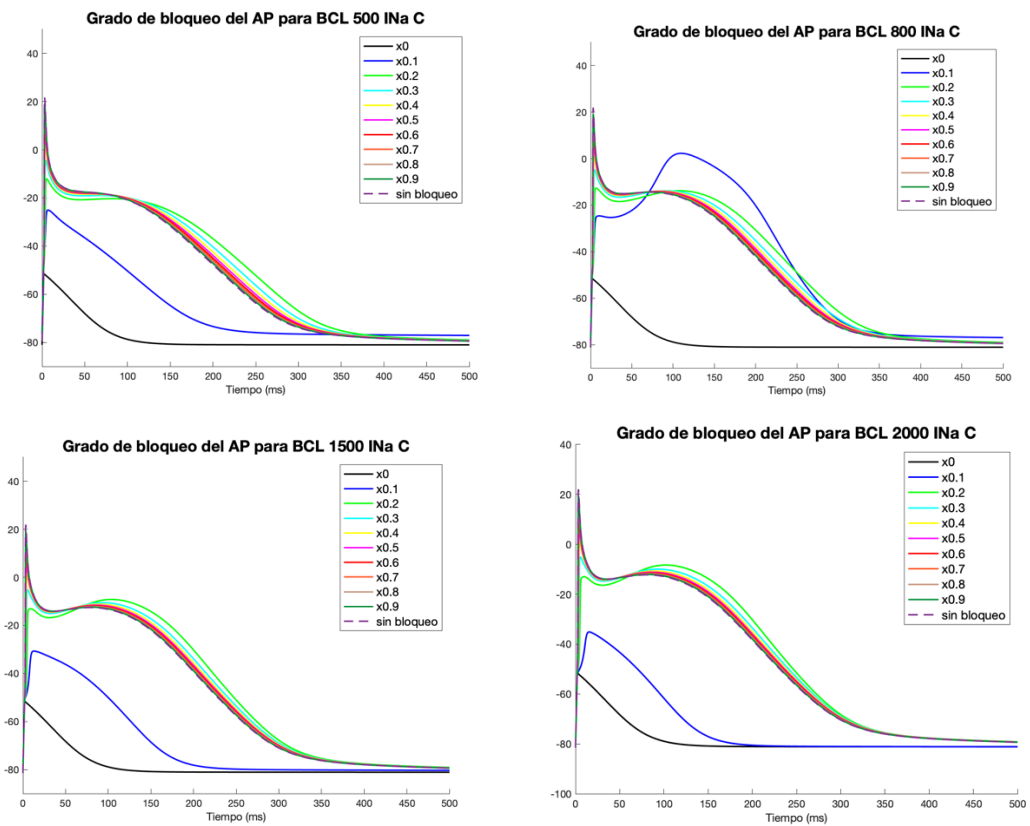 Grado de bloqueo del AP para BCL 500 INa C
40
20
0
-20
-40
-60
-80
0 50 100 150 200 250 300 350 400 450 500
Tiempo (ms)
x0
x0.1
x0.2
x0.3
x0.4
x0.5
x0.6
x0.7
x0.8
x0.9
sin bloqueo
Grado de bloqueo del AP para BCL 800 INa C
40
20
0
-20
-40
-60
-80
0 50 100 150 200 250 300 350 400 450 500
Tiempo (ms)
x0
x0.1
x0.2
x0.3
x0.4
x0.5
x0.6
x0.7
x0.8
x0.9
sin bloqueo
Grado de bloqueo del AP para BCL 1500 INa C
40
20
0
-20
-40
-60
-80
0 50 100 150 200 250 300 350 400 450 500
Tiempo (ms)
x0
x0.1
x0.2
x0.3
x0.4
x0.5
x0.6
x0.7
x0.8
x0.9
sin bloqueo
Grado de bloqueo del AP para BCL 2000 INa C
40
20
0
-20
-40
-60
-80
-100
0 50 100 150 200 250 300 350 400 450 500
Tiempo (ms)
x0
x0.1
x0.2
x0.3
x0.4
x0.5
x0.6
x0.7
x0.8
x0.9
sin bloqueo